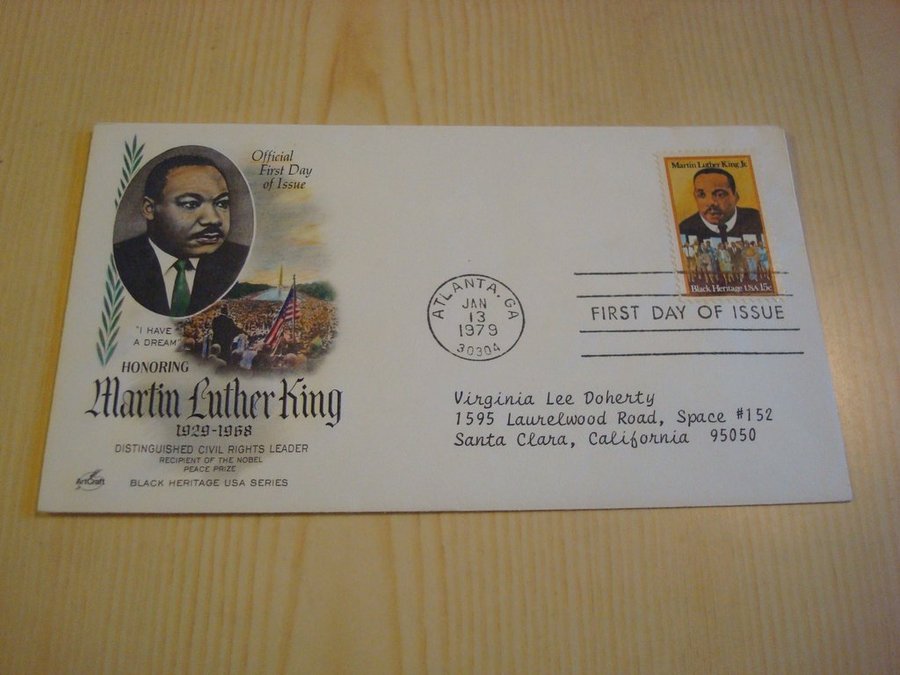 Official
First Day
of Issue
"I HAVE
A DREAM"
HONORING
Martin Luther King
1929-1968
DISTINGUISHED CIVIL RIGHTS LEADER
RECIPIENT OF THE NOBEL
PEACE PRIZE
ArtCraft
BLACK HERITAGE USA SERIES
ATLANTA, GA
JAN
13
1979
30304
Martin Luther King Jr.
Black Heritage USA 15c
FIRST DAY OF ISSUE
Virginia Lee Doherty
1595 Laurelwood Road, Space #152
Santa Clara, California 95050